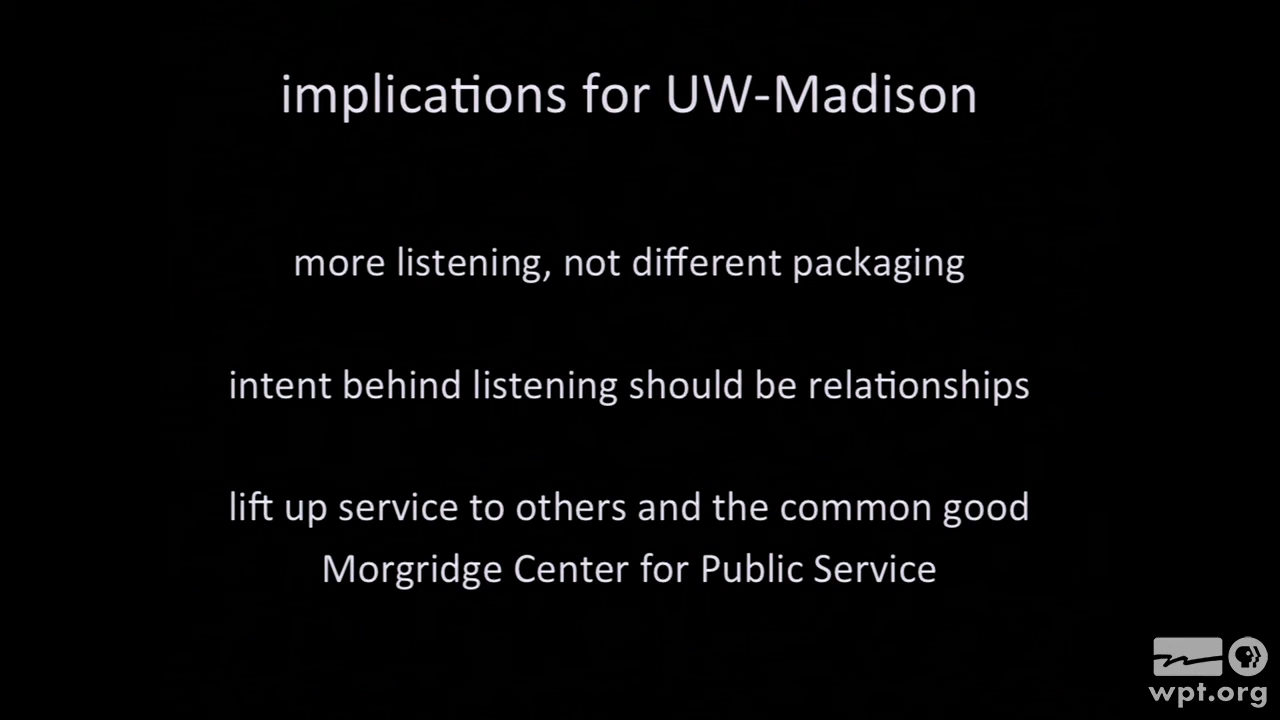 implications for UW-Madison
more listening, not different packaging
intent behind listening should be relationships
lift up service to others and the common good
Morgridge Center for Public Service
wpt.org